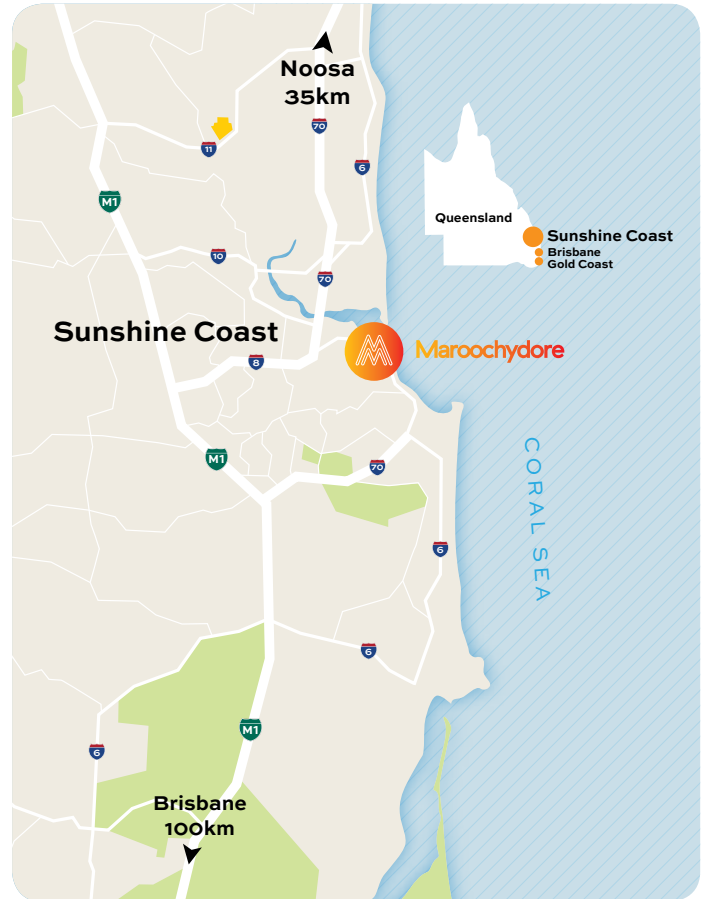 Noosa
35km
70
11
6
M1
Queensland
Sunshine Coast
Brisbane
Gold Coast
10
70
Sunshine Coast
M Maroochydore
8
M1
70
CORAL SEA
6
6
M1
6
Brisbane
100km